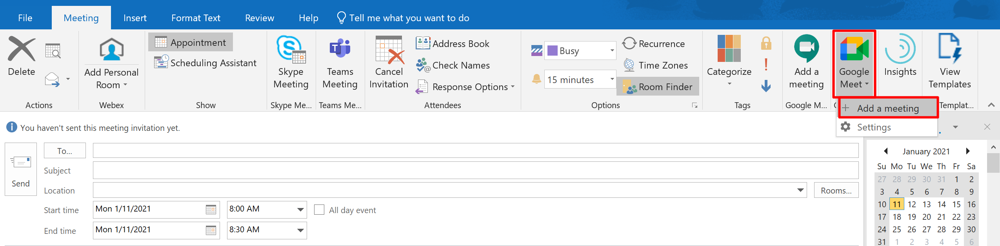 File Meeting Insert Format Text Review Help Tell me what you want to do
Delete
Add Personal
Room
Appointment
Scheduling Assistant
Skype
Meeting
T
Teams
Meeting
Cancel
Invitation
Address Book
Check Names
Response Options
Busy
15 minutes
Recurrence
Time Zones
Room Finder
Categorize
Add a
meeting
Google
Meet
Insights
View
Templates
Actions Webex Show Skype Me... Teams Me... Attendees Options Tags Google M... Templat...
Add a meeting
Settings
You haven't sent this meeting invitation yet.
Send
To...
Subject
Location Rooms...
Start time Mon 1/11/2021 8:00 AM All day event
End time Mon 1/11/2021 8:30 AM
January 2021
Su Mo Tu We Th Fr Sa
27 28 29 30 31 1 2
3 4 5 6 7 8 9
10 11 12 13 14 15 16
17 18 19 20 21 22 23
24 25 26 27 28 29 30
31 1 2 3 4 5 6